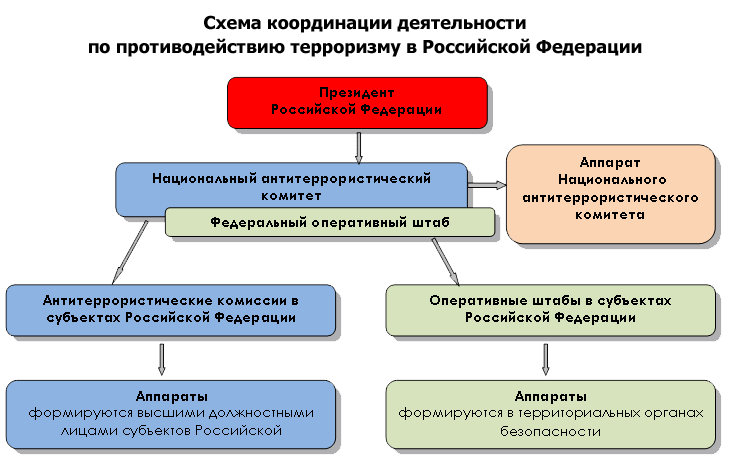 Схема координации деятельности
по противодействию терроризму в Российской Федерации
Президент
Российской Федерации
Национальный антитеррористический
комитет
Федеральный оперативный штаб
Аппарат
Национального
антитеррористического
комитета
Антитеррористические комиссии в
субъектах Российской Федерации
Оперативные штабы в субъектах
Российской Федерации
Аппараты
формируются высшими должностными
лицами субъектов Российской
Аппараты
формируются в территориальных органах
безопасности